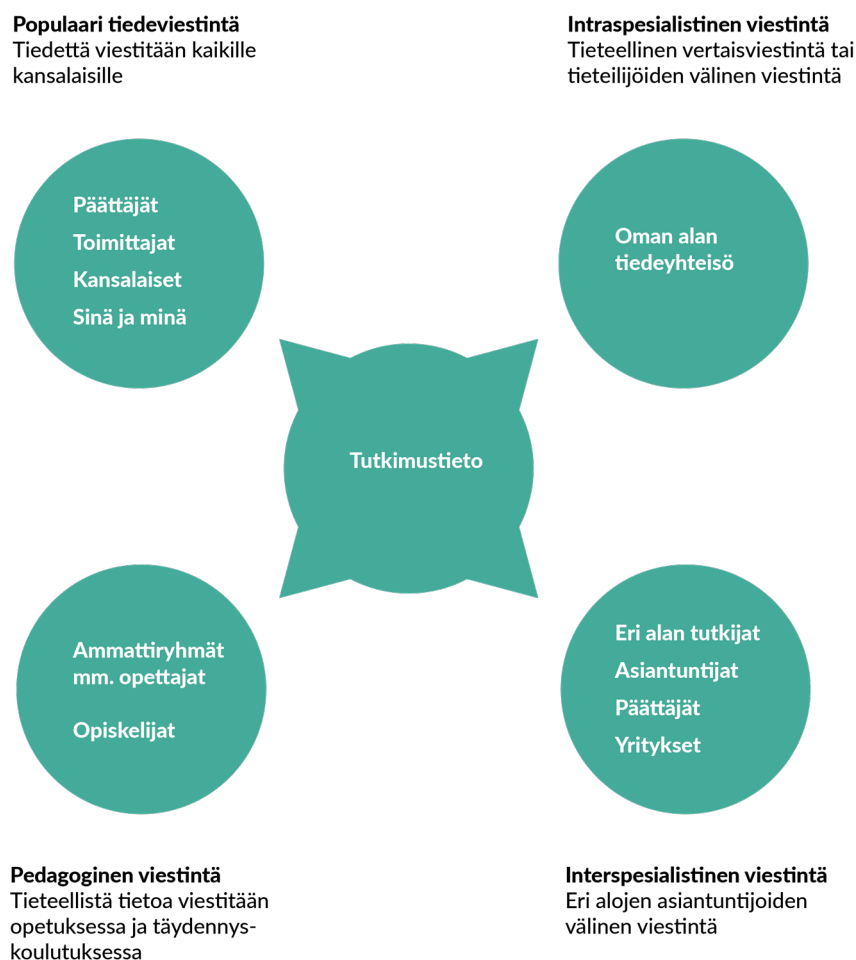 Populaari tiedeviestintä
Tiedettä viestitään kaikille
kansalaisille
Intraspesialistinen viestintä
Tieteellinen vertaisviestintä tai
tieteilijöiden välinen viestintä
Päättäjät
Toimittajat
Kansalaiset
Sinä ja minä
Oman alan
tiedeyhteisö
Tutkimustieto
Ammattiryhmät
mm. opettajat
Opiskelijat
Eri alan tutkijat
Asiantuntijat
Päättäjät
Yritykset
Pedagoginen viestintä
Tieteellistä tietoa viestitään
opetuksessa ja täydennys-
koulutuksessa
Interspesialistinen viestintä
Eri alojen asiantuntijoiden
välinen viestintä